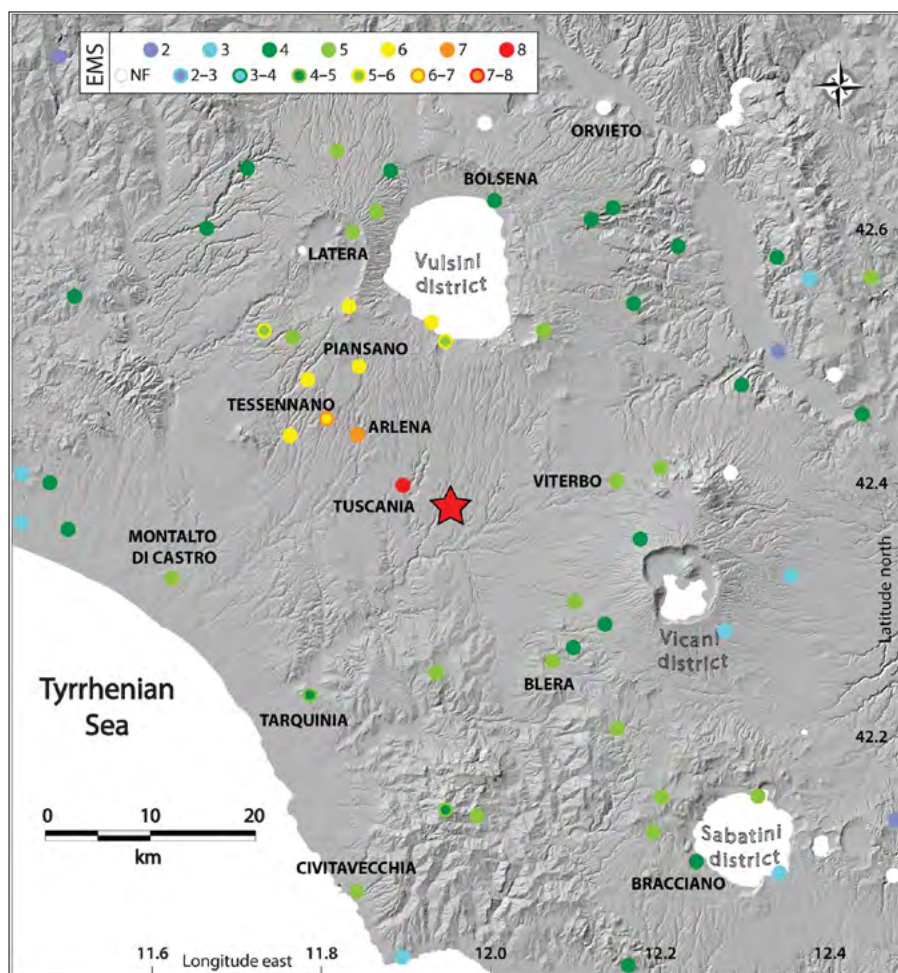 EMS
2 3 4 5 6 7 8
NF 2–3 3–4 4–5 5–6 6–7 7–8
ORVIETO
BOLSENA
42.6
LATERA
Vulsini
district
PIANSANO
TESSENNANO
ARLENA
VITERBO
42.4
TUSCANIA
MONTALTO
DI CASTRO
Latitude north
Vicani
district
BLERA
Tyrrhenian
Sea
TARQUINIA
42.2
0 10 20
km
Sabatini
district
CIVITAVECCHIA
BRACCIANO
11.6 Longitude east 11.8 12.0 12.2 12.4